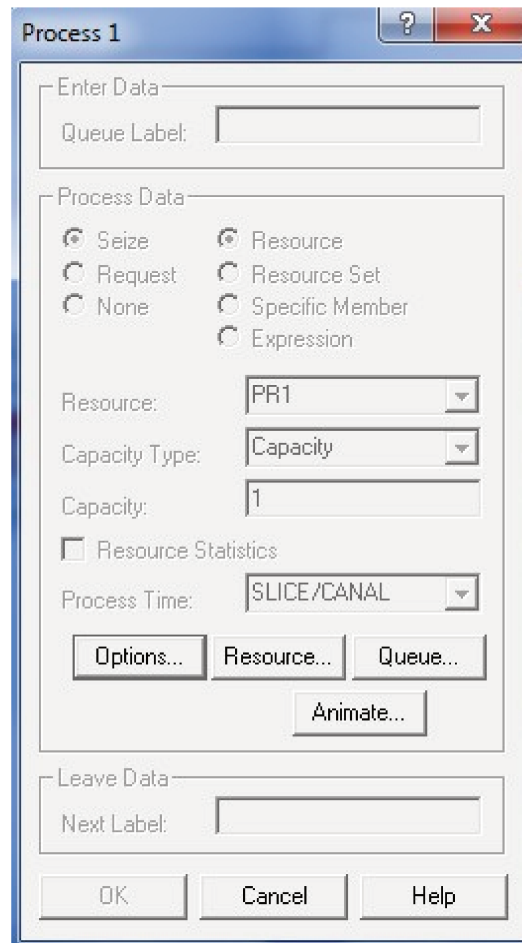 Process 1
?
X
Enter Data
Queue Label:
Process Data
Seize
Resource
Request
Resource Set
None
Specific Member
Expression
Resource: PR1
Capacity Type: Capacity
Capacity: 1
Resource Statistics
Process Time: SLICE/CANAL
Options... Resource... Queue...
Animate...
Leave Data
Next Label:
OK Cancel Help